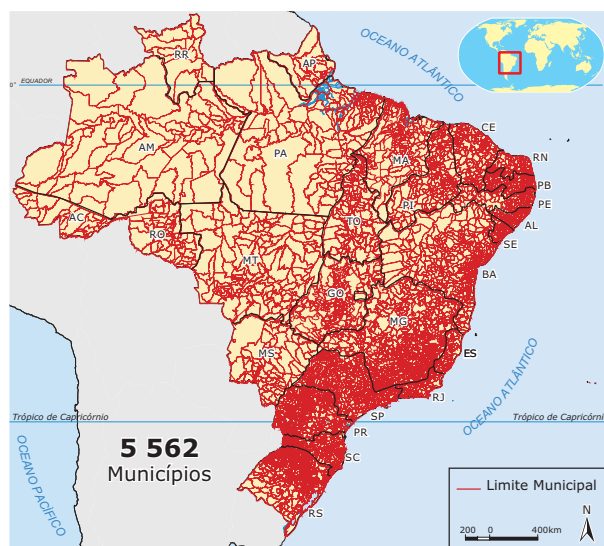 OCEANO ATLÂNTICO
RR
AP
EQUADOR
0°
CE
AM
PA
MA
RN
PB
PI
PE
AC
TO
AL
RO
SE
MT
BA
GO
MG
MS
ES
OCEANO ATLÂNTICO
RJ
SP
Trópico de Capricórnio
Trópico de Capricórni
PR
5 562
Municípios
SC
OCEANO PACÍFICO
RS
Limite Municipal
N
200 0 400km